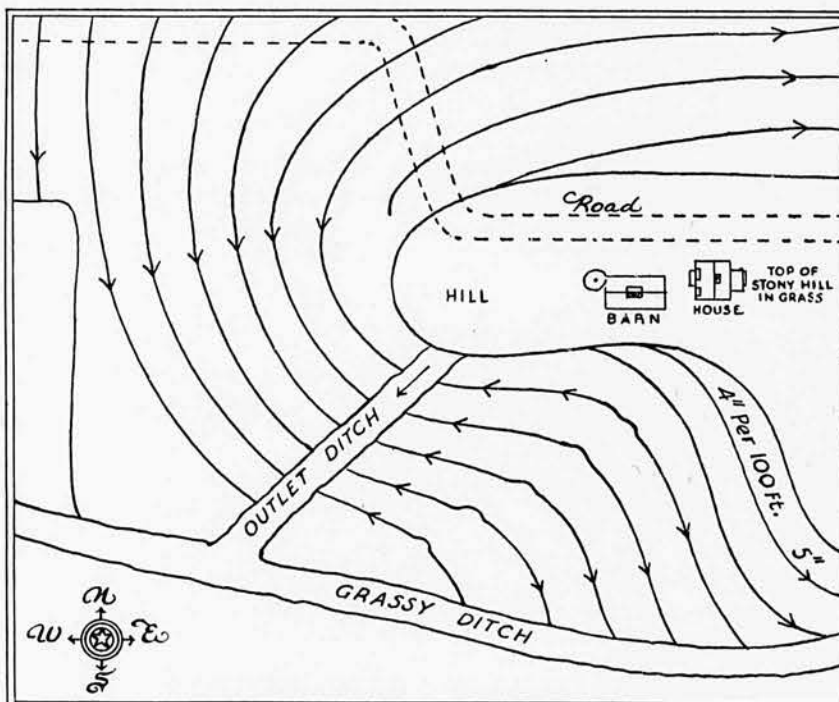 Road
HILL
BARN
HOUSE
TOP OF
STONY HILL
IN GRASS
OUTLET DITCH
4" Per 100 ft.
5"
GRASSY DITCH
N
W
E
S